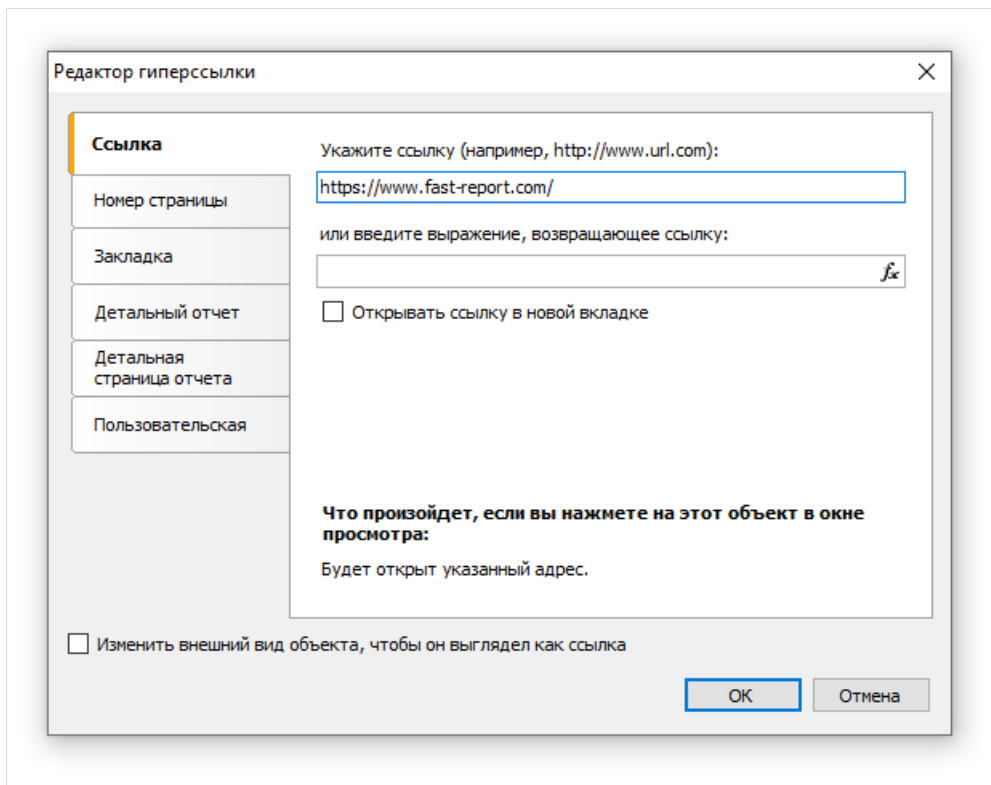 Редактор гиперссылки
Ссылка
Номер страницы
Закладка
Детальный отчет
Детальная
страница отчета
Пользовательская
Укажите ссылку (например, http://www.url.com):
https://www.fast-report.com/
или введите выражение, возвращающее ссылку:
fx
Открывать ссылку в новой вкладке
Что произойдет, если вы нажмете на этот объект в окне
просмотра:
Будет открыт указанный адрес.
Изменить внешний вид объекта, чтобы он выглядел как ссылка
ОК
Отмена